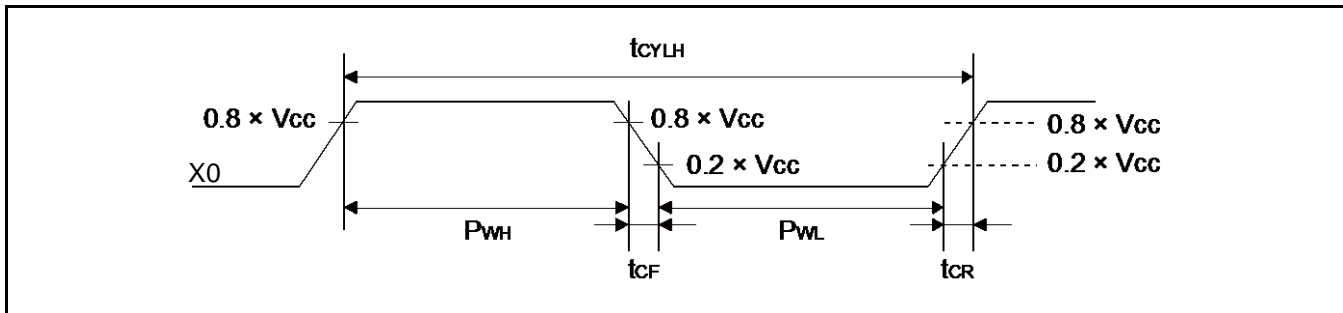 tCYLH
0.8 × VCC
0.8 × VCC
0.8 × VCC
0.2 × VCC
0.2 × VCC
X0
PWH
PWL
tCF
tCR